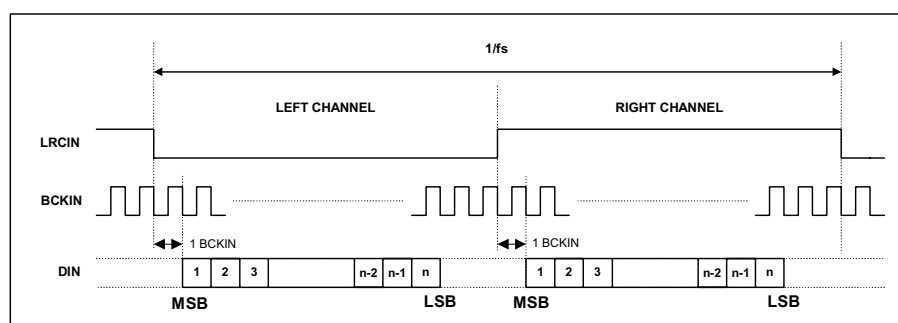 1/fs
LEFT CHANNEL RIGHT CHANNEL
LRCIN
BCKIN
1 BCKIN 1 BCKIN
DIN 1 2 3 n-2 n-1 n 1 2 3 n-2 n-1 n
MSB LSB MSB LSB